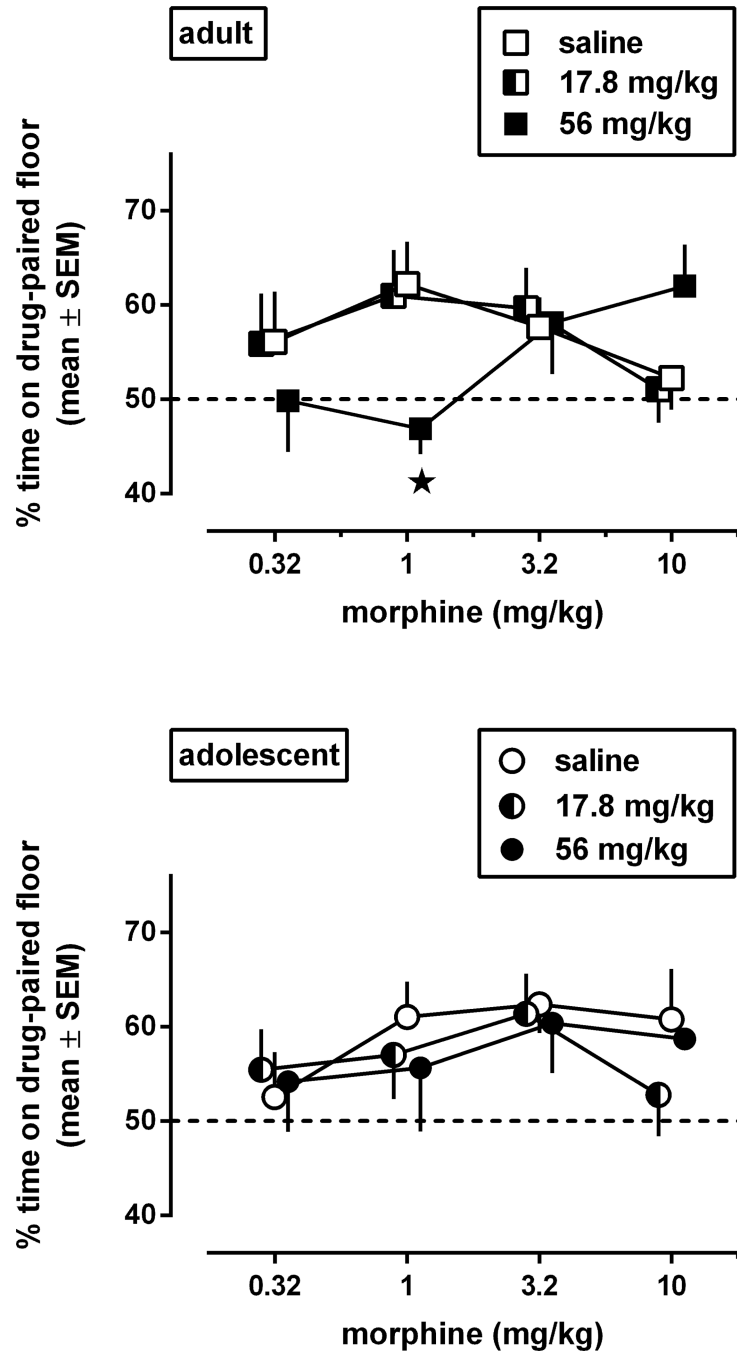 adult
saline
17.8 mg/kg
56 mg/kg
% time on drug-paired floor
(mean ± SEM)
70
60
50
40
0.32 1 3.2 10
morphine (mg/kg)
adolescent
saline
17.8 mg/kg
56 mg/kg
% time on drug-paired floor
(mean ± SEM)
70
60
50
40
0.32 1 3.2 10
morphine (mg/kg)